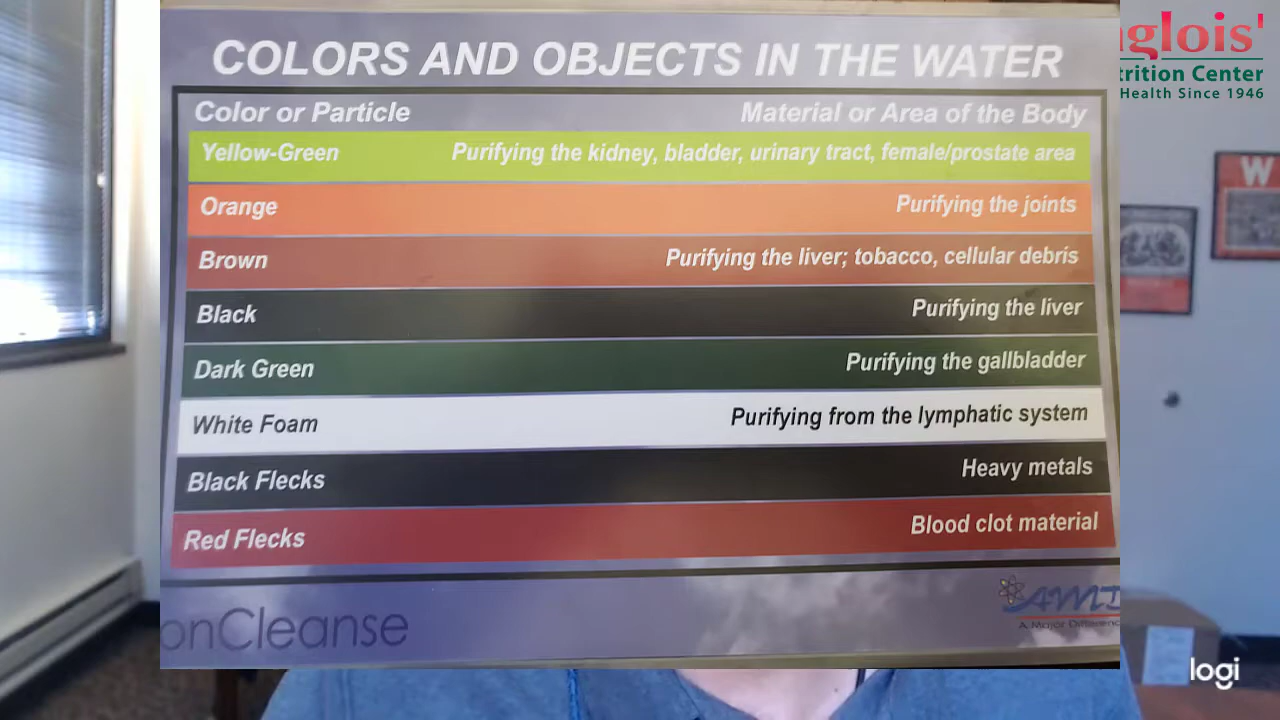 COLORS AND OBJECTS IN THE WATER
Color or Particle Material or Area of the Body
Yellow-Green Purifying the kidney, bladder, urinary tract, female/prostate area
Orange Purifying the joints
Brown Purifying the liver; tobacco, cellular debris
Black Purifying the liver
Dark Green Purifying the gallbladder
White Foam Purifying from the lymphatic system
Black Flecks Heavy metals
Red Flecks Blood clot material
onCleanse
AMD
A Major Differenc
glois'
trition Center
Health Since 1946
W
logi